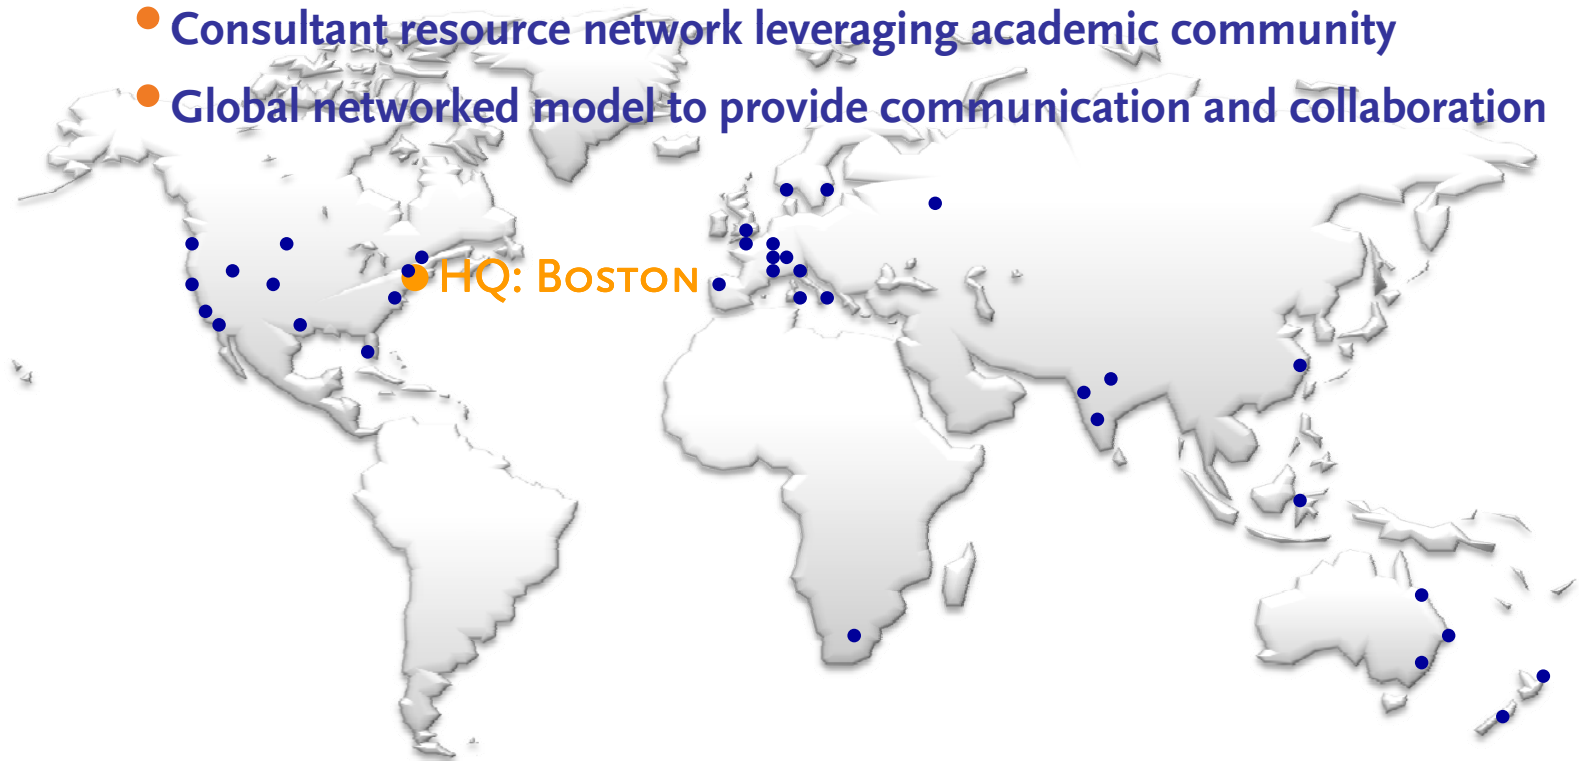 • Consultant resource network leveraging academic community
• Global networked model to provide communication and collaboration
HQ: Boston